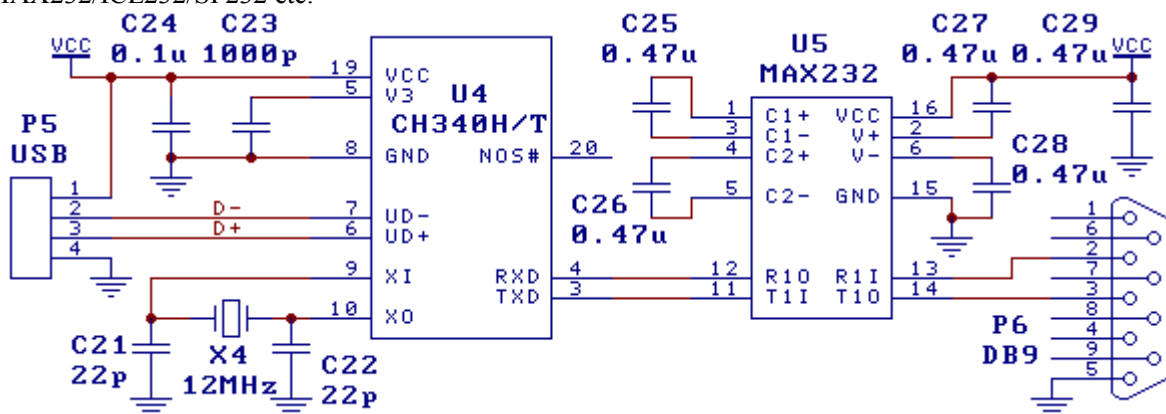 MAX232/ICL232/SP232 etc.
C24 C23 C25 U5 C27 C29
VCC 0.1u 1000p 0.47u MAX232 0.47u 0.47u VCC
P5
USB
1
2
3
4
D-
D+
19 VCC
5 V3
8 GND
7 UD-
6 UD+
9 XI
10 XO
U4
CH340H/T
NOS# 20
RXD 4
TXD 3
C21
22p
X4
12MHz
C22
22p
C26
0.47u
1 C1+
3 C1-
4 C2+
5 C2-
12 R1O
11 T1I
VCC 16
V+ 2
V- 6
GND 15
R1I 13
T1O 14
C28
0.47u
1
6
2
7
3
8
4
9
5
P6
DB9